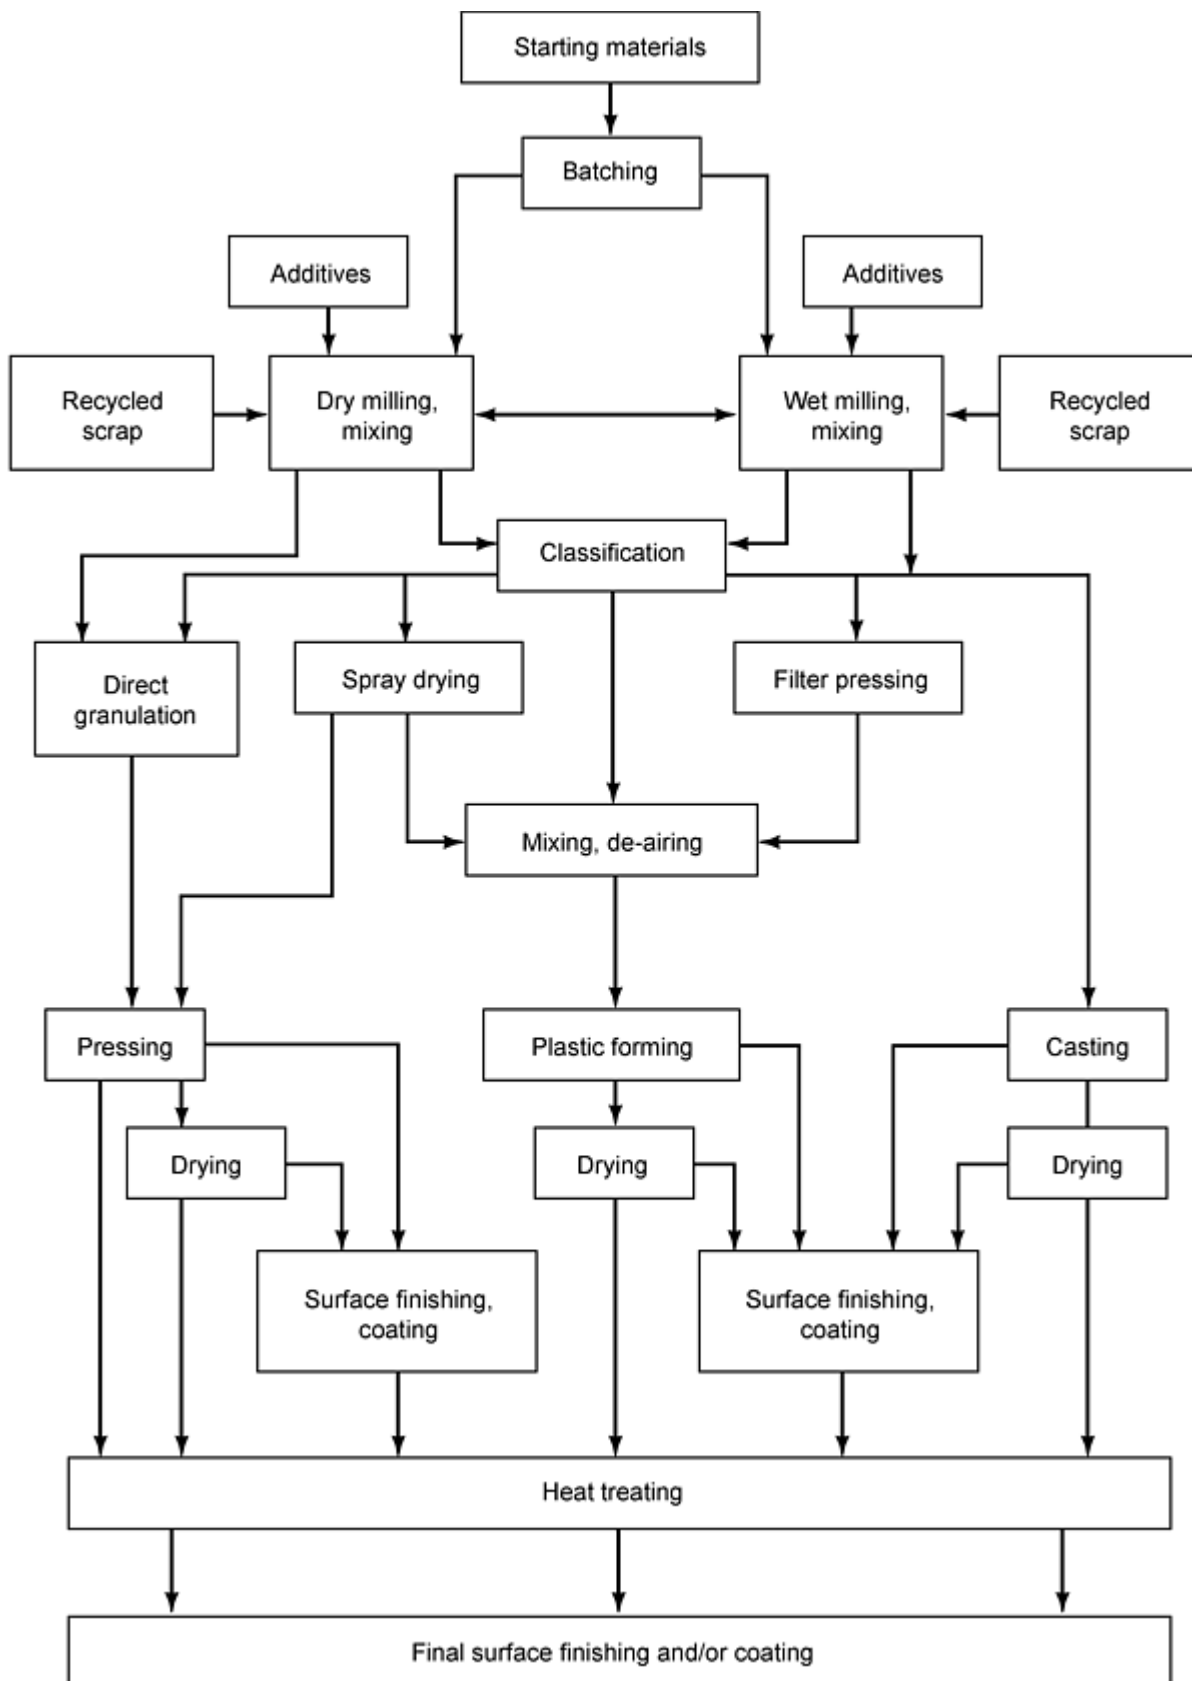 Starting materials
Batching
Additives
Additives
Recycled
scrap
Dry milling,
mixing
Wet milling,
mixing
Recycled
scrap
Classification
Direct
granulation
Spray drying
Filter pressing
Mixing, de-airing
Pressing
Plastic forming
Casting
Drying
Drying
Drying
Surface finishing,
coating
Surface finishing,
coating
Heat treating
Final surface finishing and/or coating